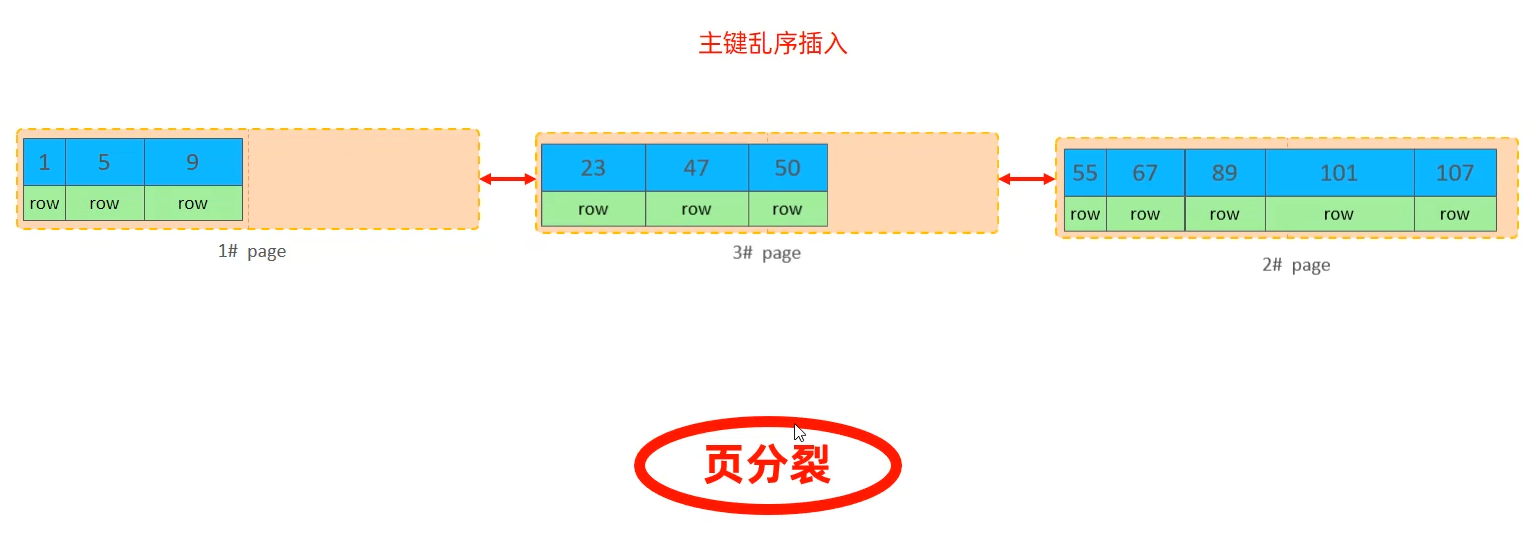 主键乱序插入
1 5 9
row row row
1# page
23 47 50
row row row
3# page
55 67 89 101 107
row row row row row
2# page
页分裂